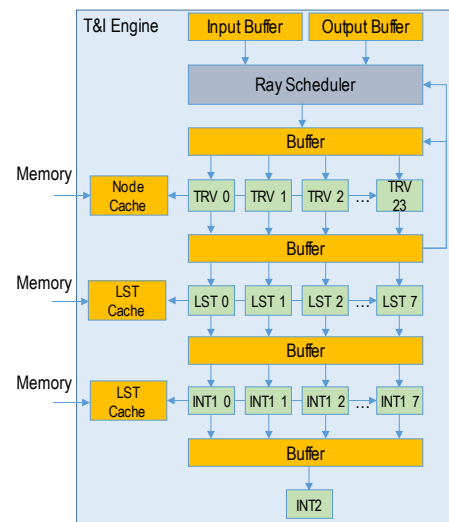 T&I Engine
Input Buffer
Output Buffer
Ray Scheduler
Buffer
Memory
Node
Cache
TRV 0
TRV 1
TRV 2
...
TRV
23
Buffer
Memory
LST
Cache
LST 0
LST 1
LST 2
...
LST 7
Buffer
Memory
LST
Cache
INT1 0
INT1 1
INT1 2
...
INT1 7
Buffer
INT2